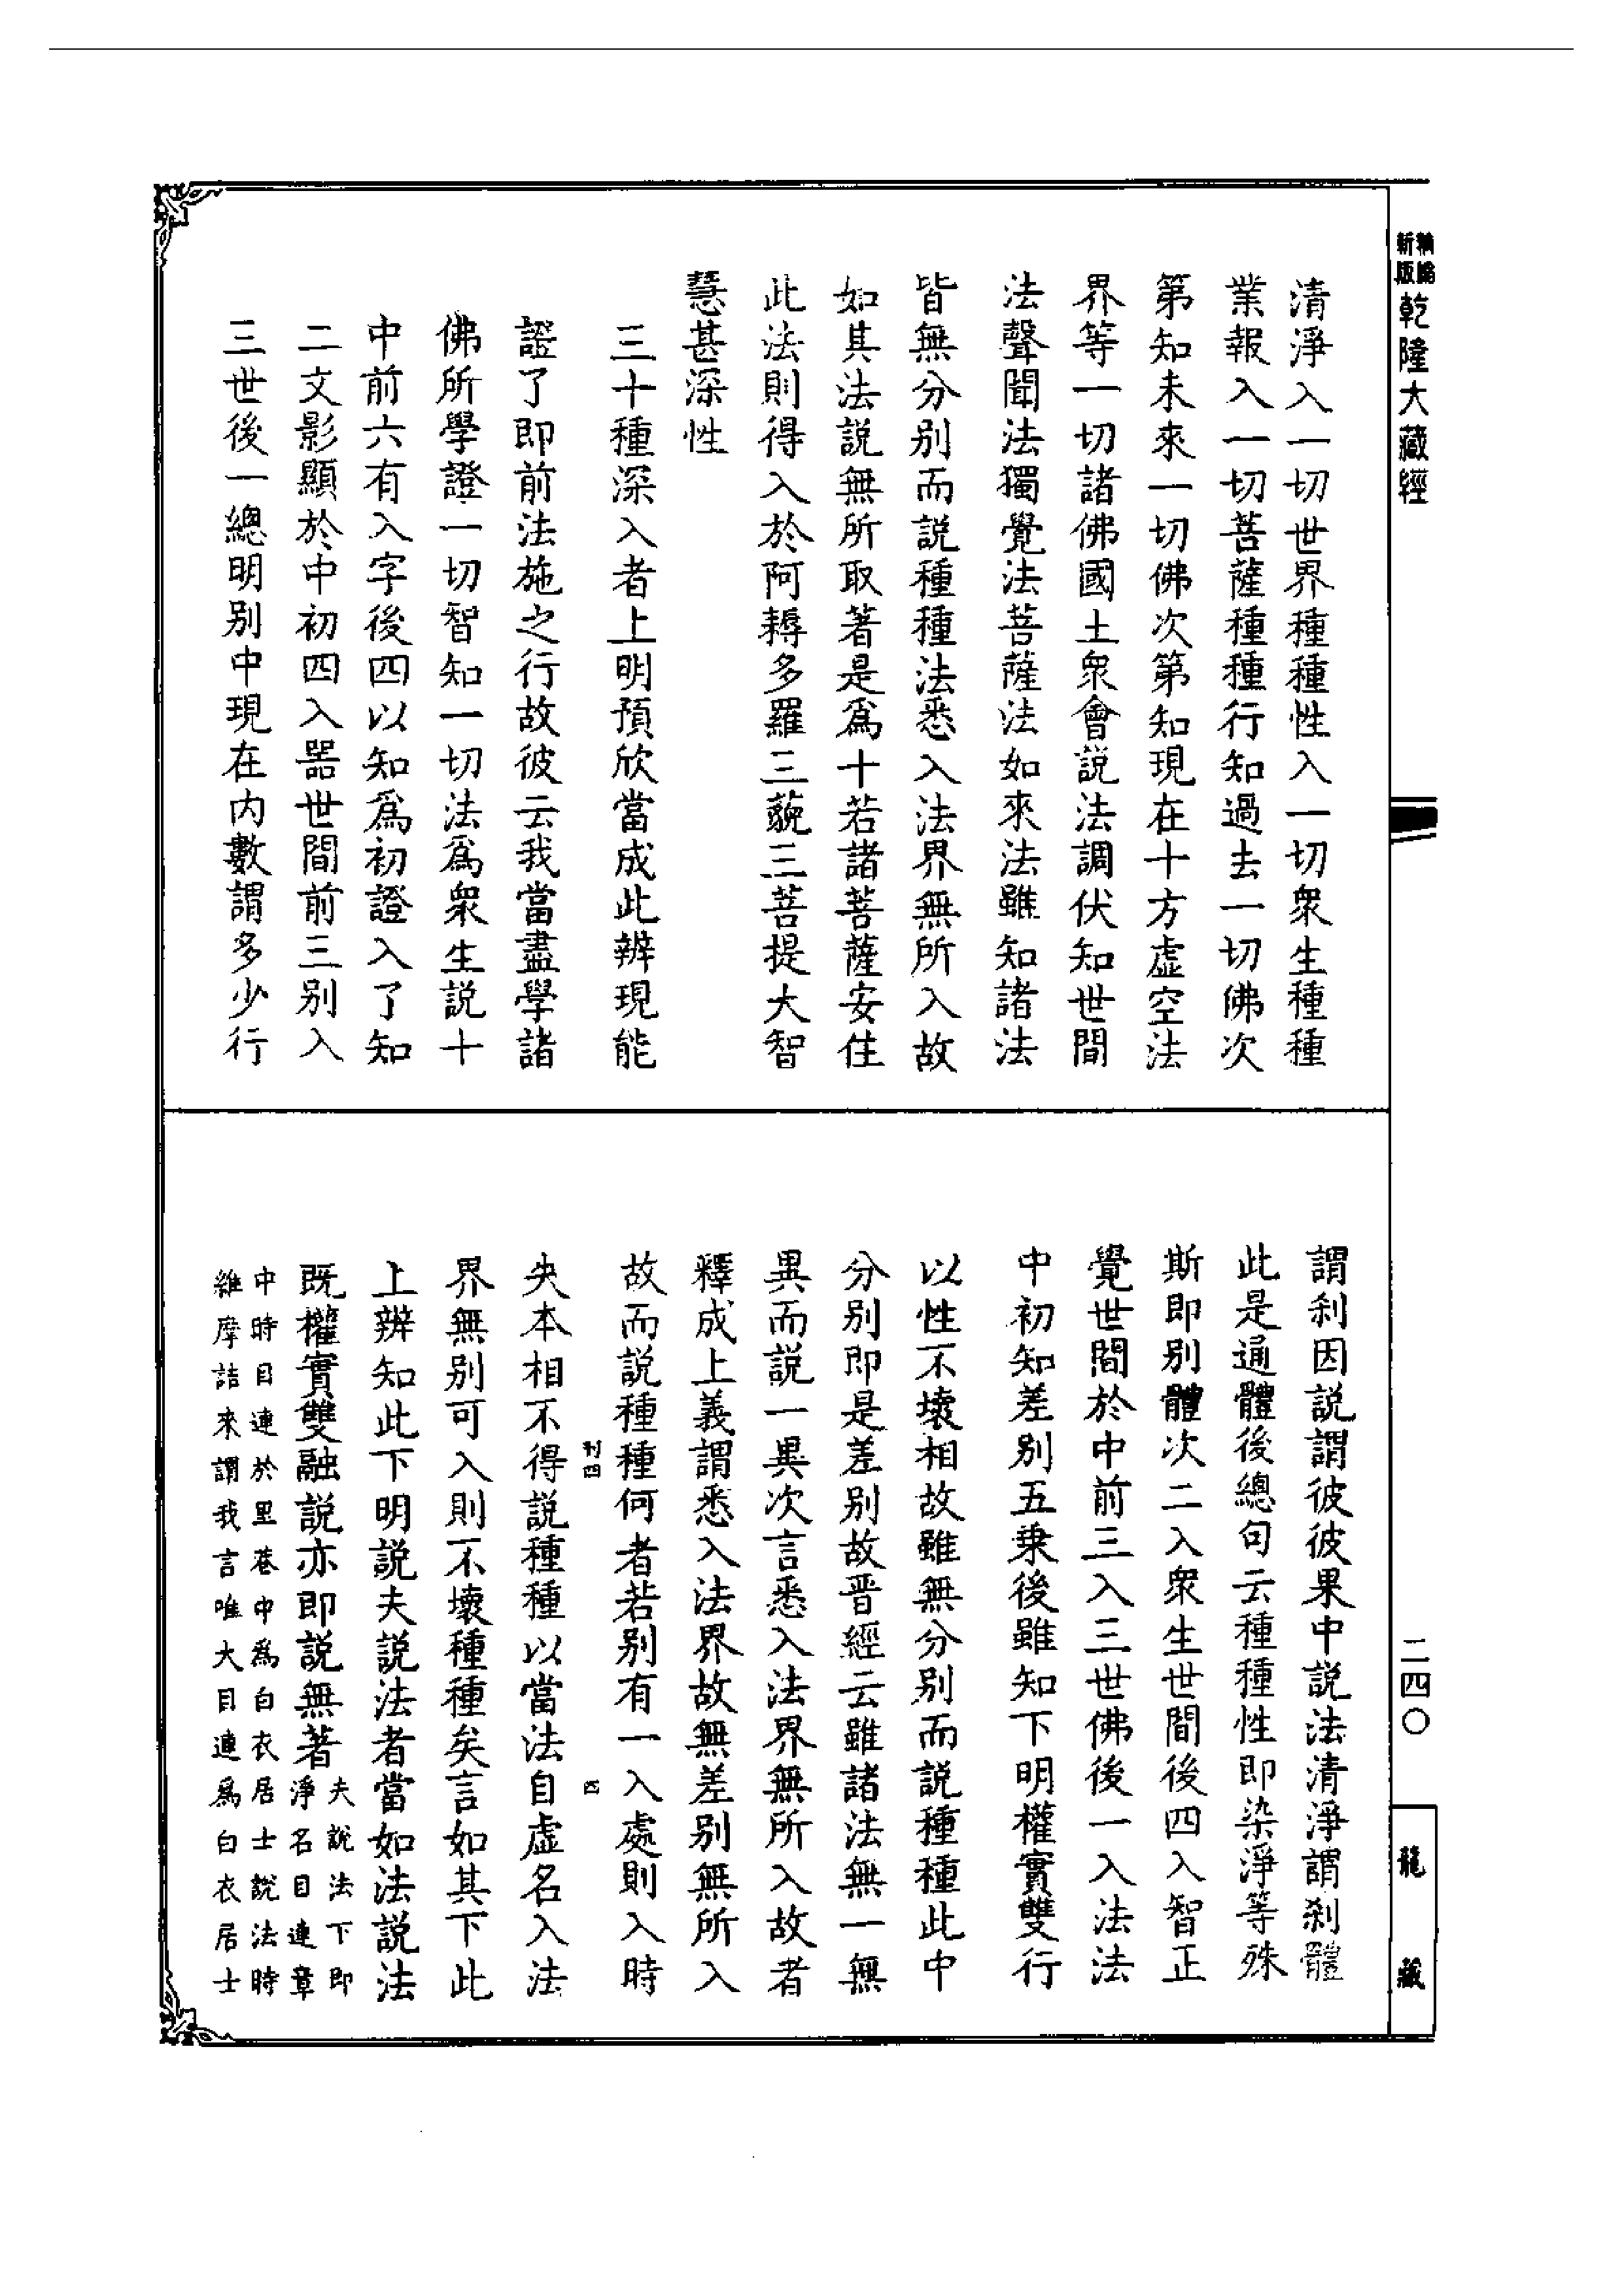 新版
精編
乾隆大藏經
清淨入一切世界種種性入一切衆生種種
業報入一切菩薩種種行知過去一切佛次
第知未來一切佛次第知現在十方虛空法
界等一切諸佛國土衆會說法調伏知世間
法聲聞法獨覺法菩薩法如來法雖知諸法
皆無分別而說種種法悉入法界無所入故
如其法說無所取著是爲十若諸菩薩安住
此法則得入於阿耨多羅三藐三菩提大智
慧甚深性
三十種深入者上明預欣當成此辨現能
證了即前法施之行故彼云我當盡學諸
佛所學證一切智知一切法爲衆生說十
中前六有入字後四以知爲初證入了知
二文影顯於中初四入器世間前三別入
三世後一總明別中現在內數謂多少行
謂刹因說謂彼彼果中說法清淨謂刹體
此是通體後總句云種種性即染淨等殊
斯即別體次二入衆生世間後四入智正
覺世間於中前三入三世佛後一入法法
中初知差別五乘後雖知下明權實雙行
以性不壞相故雖無分別而說種種此中
分別即是差別故晉經云雖諸法無一無
異而說一異次言悉入法界無所入故者
釋成上義謂悉入法界故無差別無所入
故而說種種何者若別有一入處則入時
刊四
四
失本相不得說種種以當法自虛名入法
界無別可入則不壞種種矣言如其下此
上辨知此下明說夫說法者當如法說法
既權實雙融說亦即說無著
夫說法下即
淨名目連章
中時目連於里巷中爲白衣居士說法時
維摩詰來謂我言唯大目連爲白衣居士
二四〇
龍藏